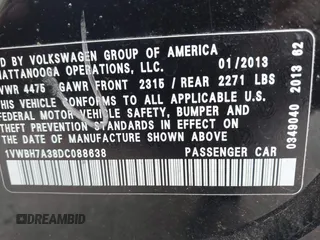 D BY VOLKSWAGEN GROUP OF AMERICA
HATTANOOGA OPERATIONS, LLC. 01/2013
VWR 4475 GAWR FRONT 2315 / REAR 2271 LBS
THIS VEHICLE CONFORMS TO ALL APPLICABLE U.S.
FEDERAL MOTOR VEHICLE SAFETY, BUMPER AND
THEFT PREVENTION STANDARDS IN EFFECT ON THE
DATE OF MANUFACTURE SHOWN ABOVE.
1VWBH7A38DC088638 PASSENGER CAR
0349040 2013 62
© DREAMBID